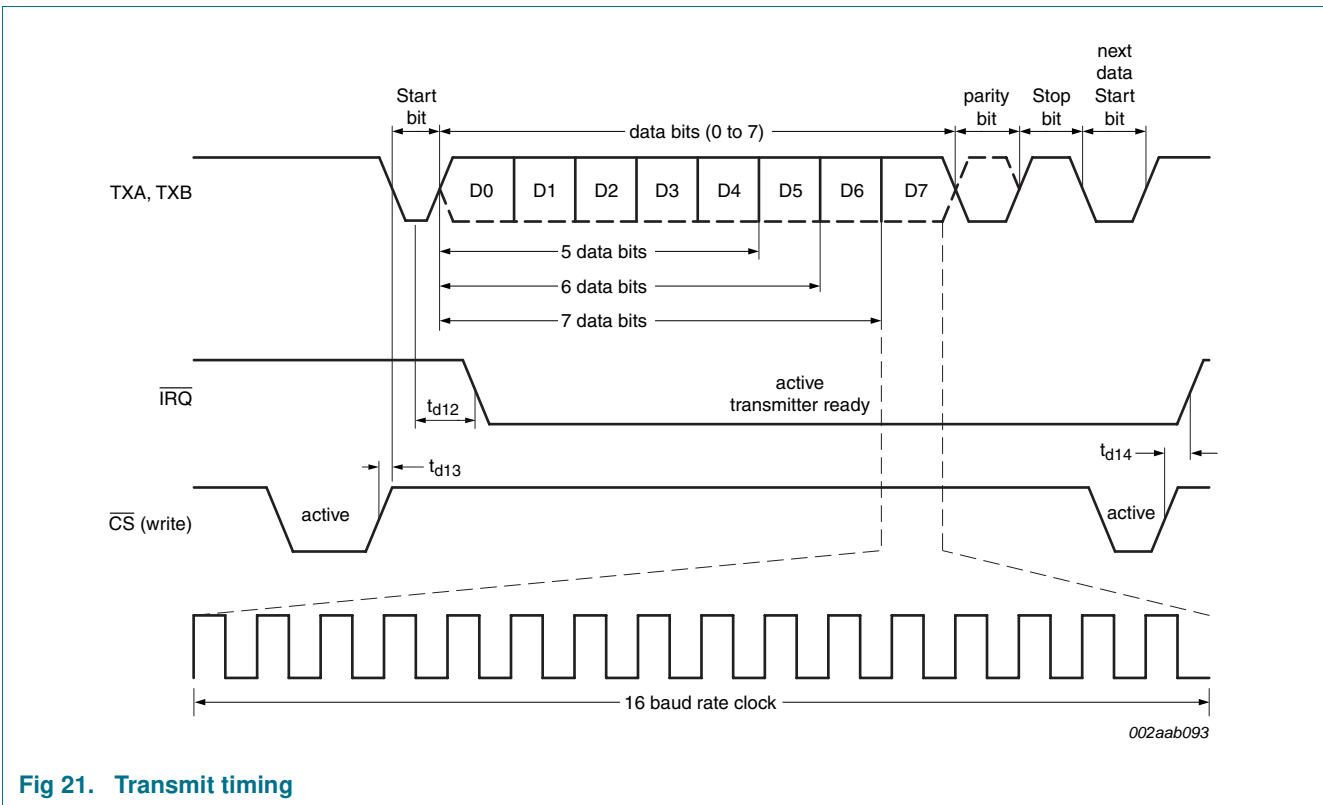 next
data
Start
bit
Start
bit
parity
bit
Stop
bit
data bits (0 to 7)
TXA, TXB
D0 D1 D2 D3 D4 D5 D6 D7
5 data bits
6 data bits
7 data bits
IRQ
active
transmitter ready
td12
td13
td14
CS (write)
active
active
16 baud rate clock
002aab093
Fig 21. Transmit timing